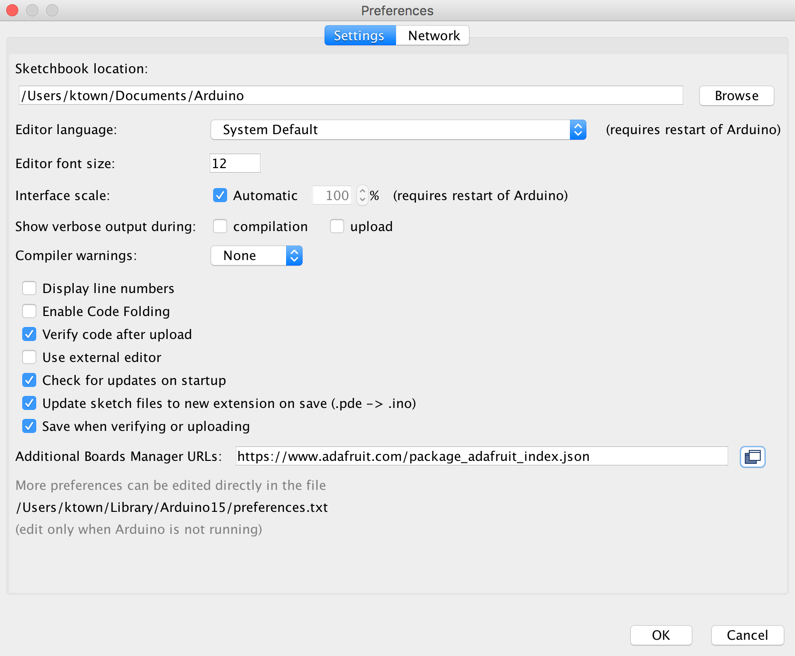 Preferences
Settings Network
Sketchbook location:
/Users/ktown/Documents/Arduino Browse
Editor language: System Default (requires restart of Arduino)
Editor font size: 12
Interface scale: Automatic 100 % (requires restart of Arduino)
Show verbose output during: compilation upload
Compiler warnings: None
Display line numbers
Enable Code Folding
Verify code after upload
Use external editor
Check for updates on startup
Update sketch files to new extension on save (.pde -> .ino)
Save when verifying or uploading
Additional Boards Manager URLs: https://www.adafruit.com/package_adafruit_index.json
More preferences can be edited directly in the file
/Users/ktown/Library/Arduino15/preferences.txt
(edit only when Arduino is not running)
OK Cancel